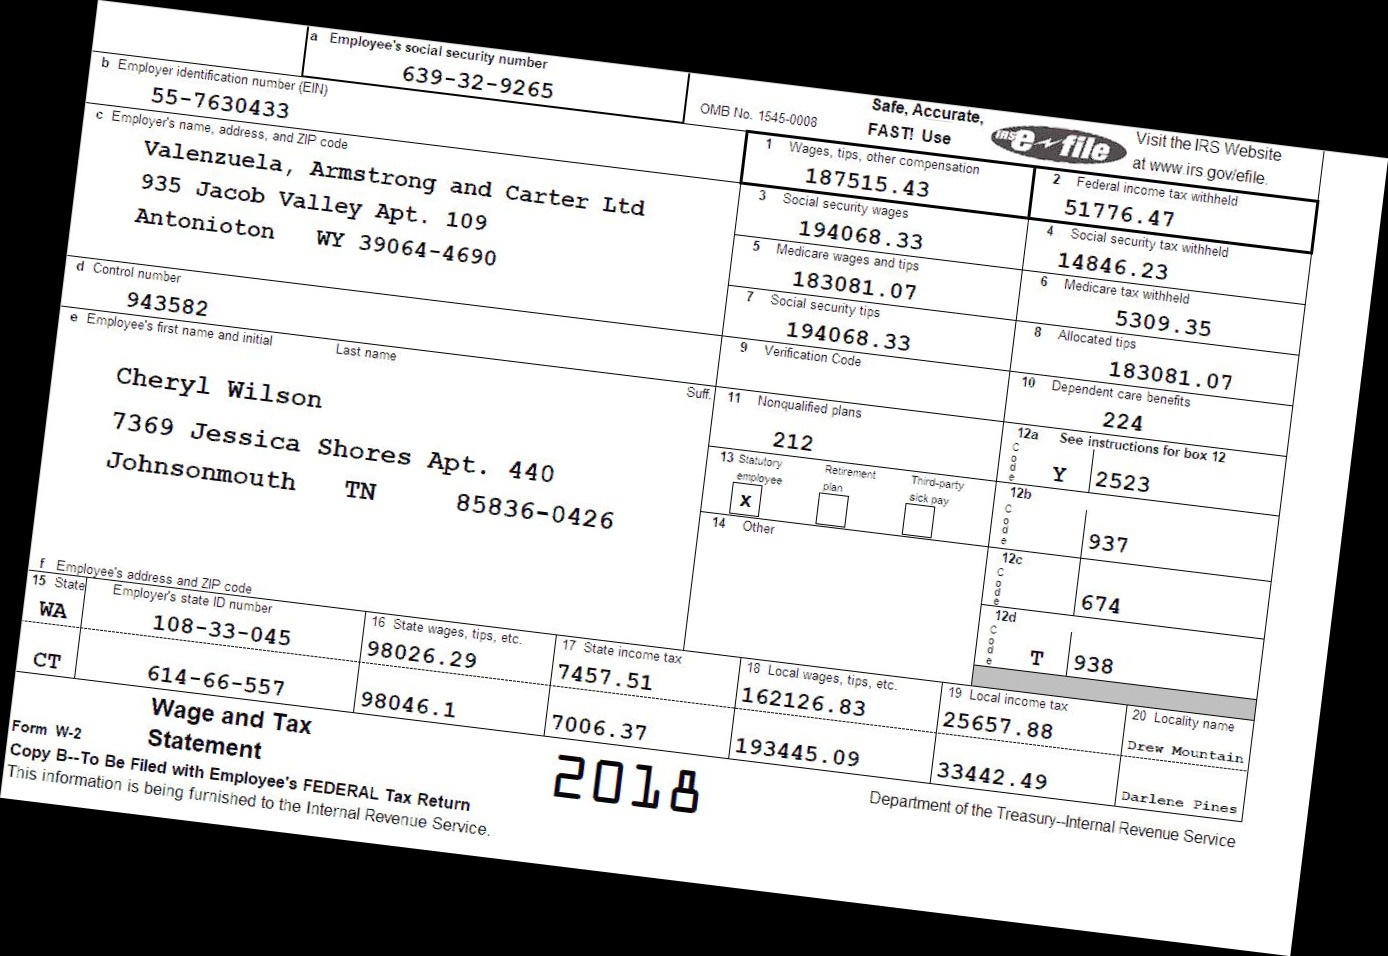 a Employee's social security number
639-32-9265
OMB No. 1545-0008
Safe, Accurate,
FAST! Use
IRS e-file
Visit the IRS Website
at www.irs.gov/efile.
b Employer identification number (EIN)
55-7630433
c Employer's name, address, and ZIP code
Valenzuela, Armstrong and Carter Ltd
935 Jacob Valley Apt. 109
Antonioton WY 39064-4690
d Control number
943582
e Employee's first name and initial Last name Suff.
Cheryl Wilson
7369 Jessica Shores Apt. 440
Johnsonmouth TN 85836-0426
f Employee's address and ZIP code
1 Wages, tips, other compensation
187515.43
2 Federal income tax withheld
51776.47
3 Social security wages
194068.33
4 Social security tax withheld
14846.23
5 Medicare wages and tips
183081.07
6 Medicare tax withheld
5309.35
7 Social security tips
194068.33
8 Allocated tips
183081.07
9 Verification Code
10 Dependent care benefits
224
11 Nonqualified plans
212
12a See instructions for box 12
Code Y 2523
13 Statutory employee
Retirement plan
Third-party sick pay
x
12b
Code 937
14 Other
12c
Code 674
12d
Code T 938
15 State Employer's state ID number
WA 108-33-045
CT 614-66-557
16 State wages, tips, etc.
98026.29
98046.1
17 State income tax
7457.51
7006.37
18 Local wages, tips, etc.
162126.83
193445.09
19 Local income tax
25657.88
33442.49
20 Locality name
Drew Mountain
Darlene Pines
Form W-2
Wage and Tax
Statement
2018
Copy B--To Be Filed with Employee's FEDERAL Tax Return
This information is being furnished to the Internal Revenue Service.
Department of the Treasury--Internal Revenue Service